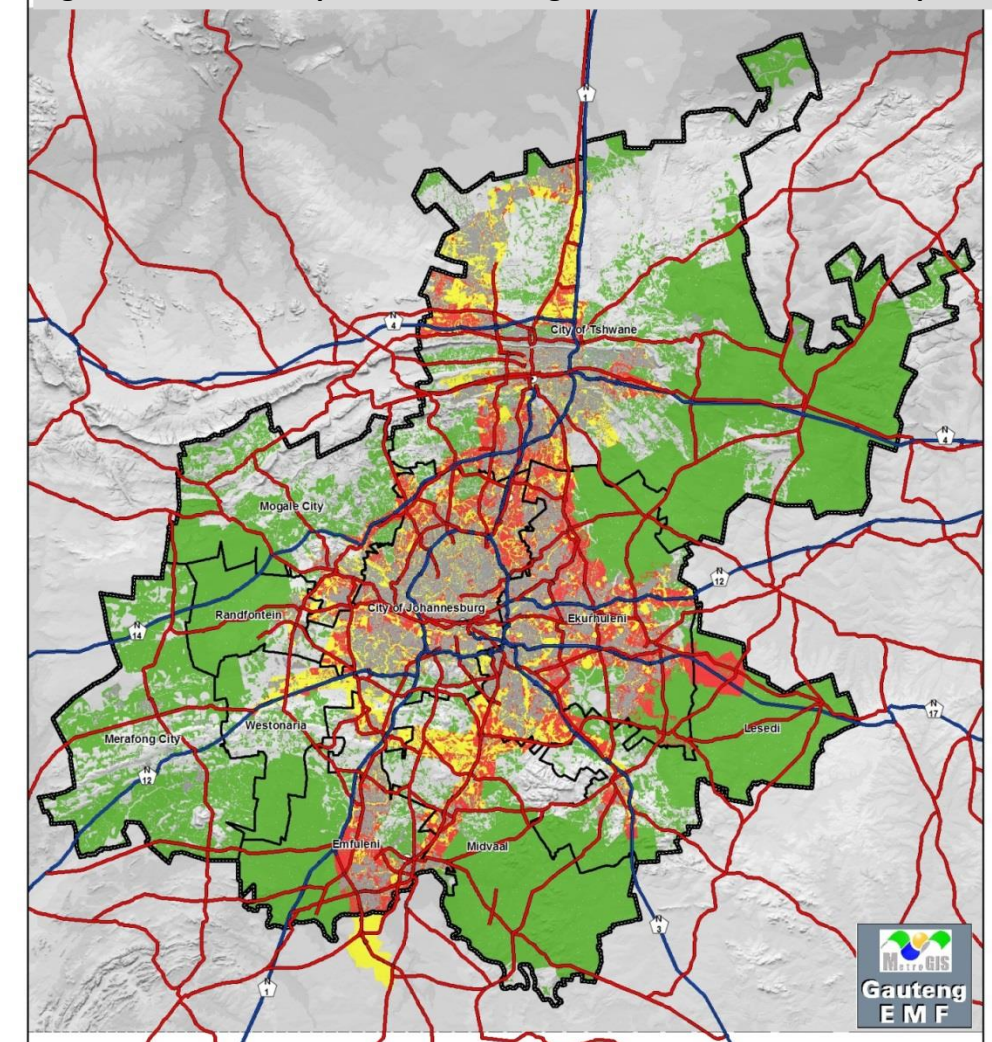 N
1
City of Tshwane
N
4
N
4
Mogale City
N
12
Randfontein
City of Johannesburg
Ekurhuleni
N
14
N
17
Westonaria
Lesedi
Merafong City
N
12
Emfuleni
Midvaal
N
3
N
1
MetroGIS
Gauteng
EMF